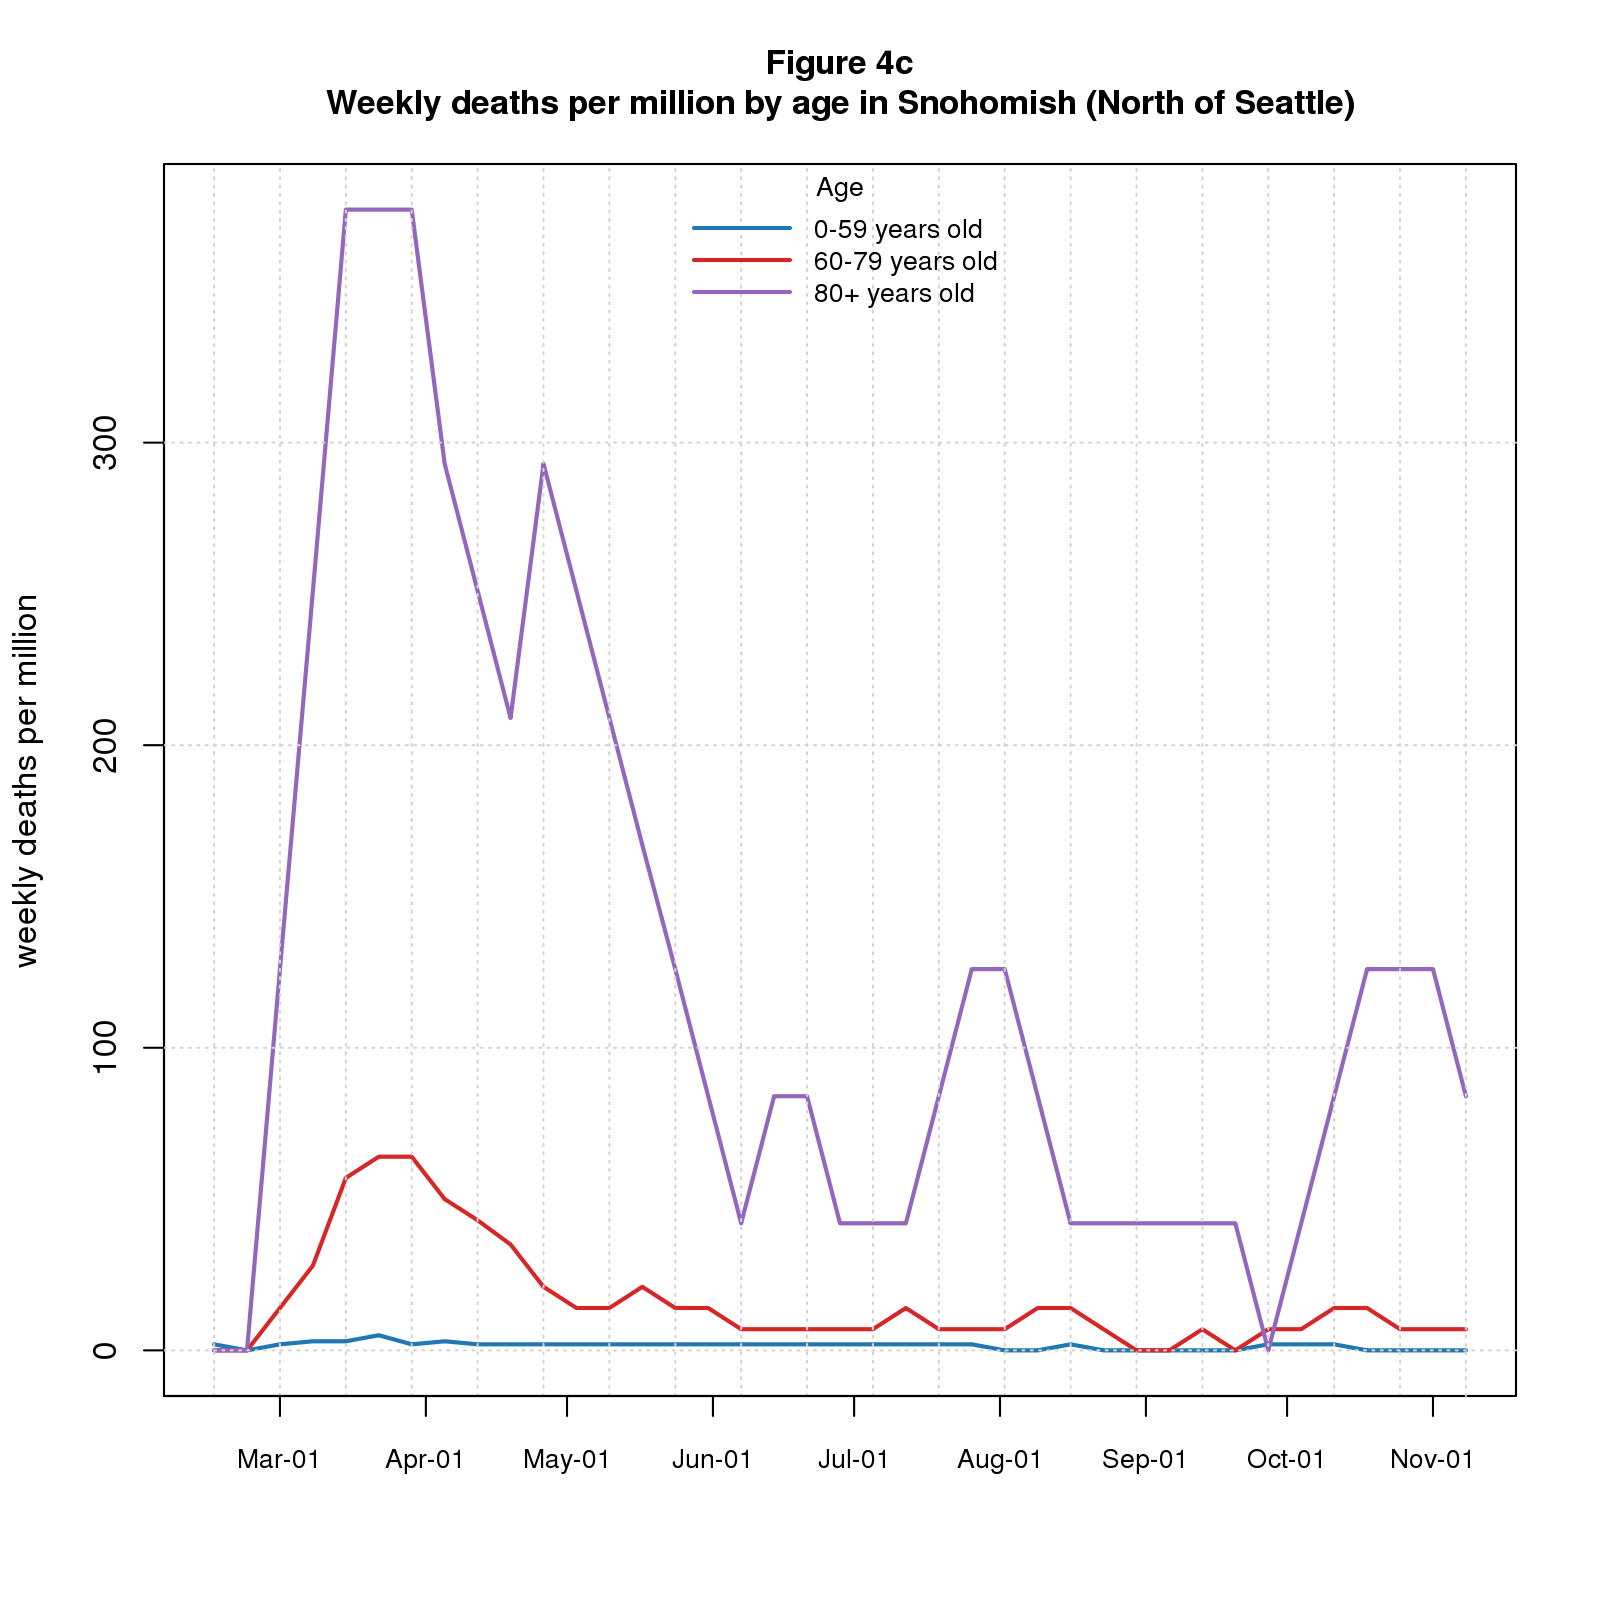 Figure 4c
Weekly deaths per million by age in Snohomish (North of Seattle)
Age
0-59 years old
60-79 years old
80+ years old
weekly deaths per million
300
200
100
0
Mar-01 Apr-01 May-01 Jun-01 Jul-01 Aug-01 Sep-01 Oct-01 Nov-01